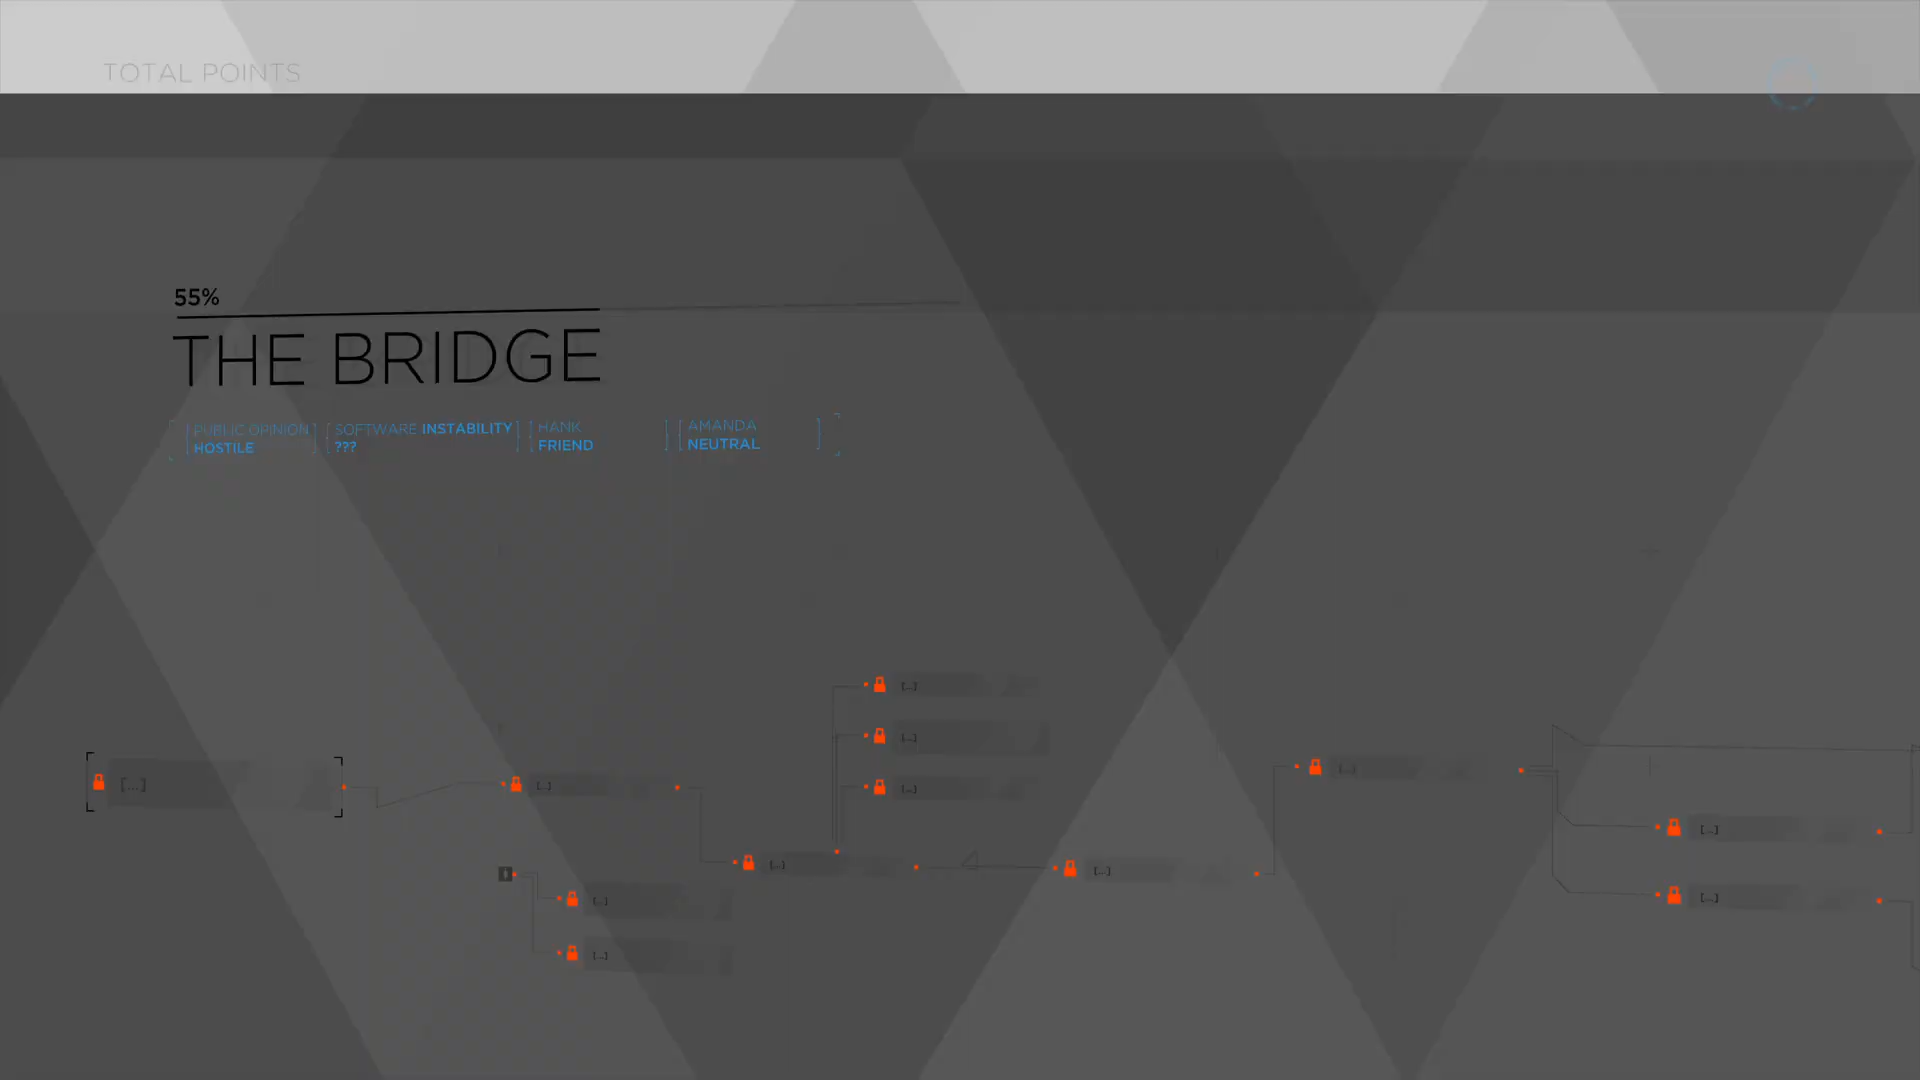 TOTAL POINTS
55%
THE BRIDGE
PUBLIC OPINION
HOSTILE
SOFTWARE INSTABILITY
???
HANK
FRIEND
AMANDA
NEUTRAL
[...]
[...]
[...]
[...]
[...]
[...]
[...]
[...]
[...]
[...]
[...]
[...]